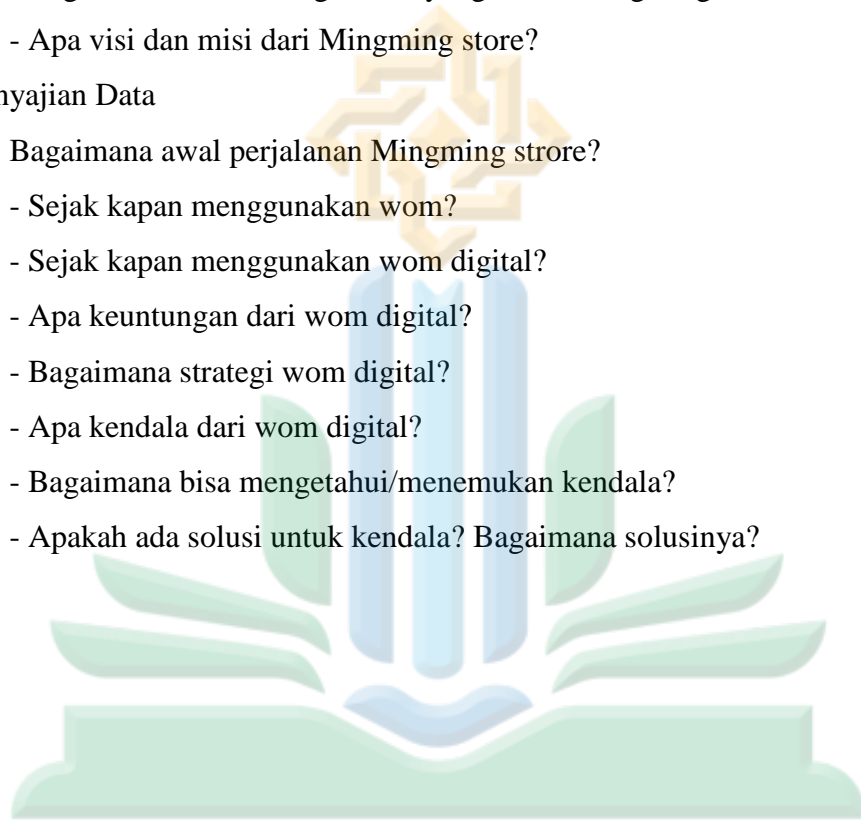 - Apa visi dan misi dari Mingming store?
nyajian Data
Bagaimana awal perjalanan Mingming strore?
- Sejak kapan menggunakan wom?
- Sejak kapan menggunakan wom digital?
- Apa keuntungan dari wom digital?
- Bagaimana strategi wom digital?
- Apa kendala dari wom digital?
- Bagaimana bisa mengetahui/menemukan kendala?
- Apakah ada solusi untuk kendala? Bagaimana solusinya?